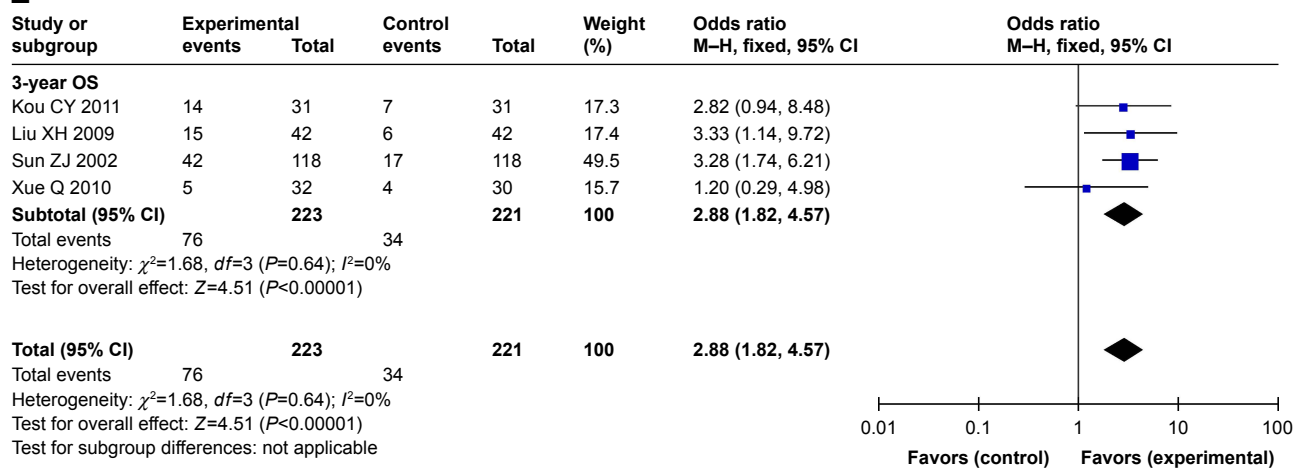 Study or subgroup Experimental events Total Control events Total Weight (%) Odds ratio M–H, fixed, 95% CI Odds ratio M–H, fixed, 95% CI
3-year OS
Kou CY 2011 14 31 7 31 17.3 2.82 (0.94, 8.48)
Liu XH 2009 15 42 6 42 17.4 3.33 (1.14, 9.72)
Sun ZJ 2002 42 118 17 118 49.5 3.28 (1.74, 6.21)
Xue Q 2010 5 32 4 30 15.7 1.20 (0.29, 4.98)
Subtotal (95% CI) 223 221 100 2.88 (1.82, 4.57)
Total events 76 34
Heterogeneity: χ²=1.68, df=3 (P=0.64); I²=0%
Test for overall effect: Z=4.51 (P<0.00001)
Total (95% CI) 223 221 100 2.88 (1.82, 4.57)
Total events 76 34
Heterogeneity: χ²=1.68, df=3 (P=0.64); I²=0%
Test for overall effect: Z=4.51 (P<0.00001)
Test for subgroup differences: not applicable
0.01 0.1 1 10 100
Favors (control) Favors (experimental)